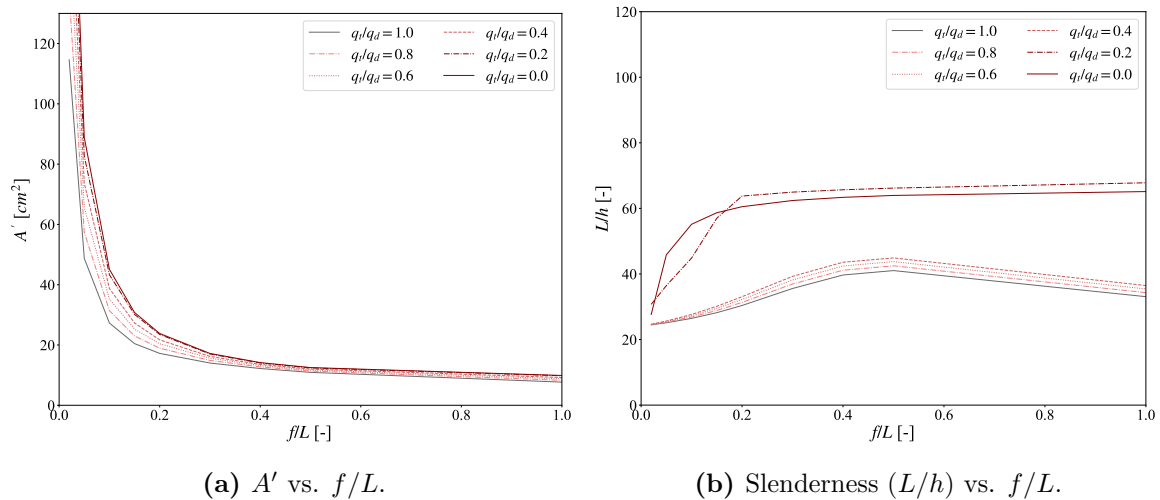 120
100
80
60
40
20
0
A′ [cm²]
0.0 0.2 0.4 0.6 0.8 1.0
f/L [-]
q_t/q_d = 1.0 q_t/q_d = 0.4
q_t/q_d = 0.8 q_t/q_d = 0.2
q_t/q_d = 0.6 q_t/q_d = 0.0
(a) A′ vs. f/L.
120
100
80
60
40
20
0
L/h [-]
0.0 0.2 0.4 0.6 0.8 1.0
f/L [-]
q_t/q_d = 1.0 q_t/q_d = 0.4
q_t/q_d = 0.8 q_t/q_d = 0.2
q_t/q_d = 0.6 q_t/q_d = 0.0
(b) Slenderness (L/h) vs. f/L.